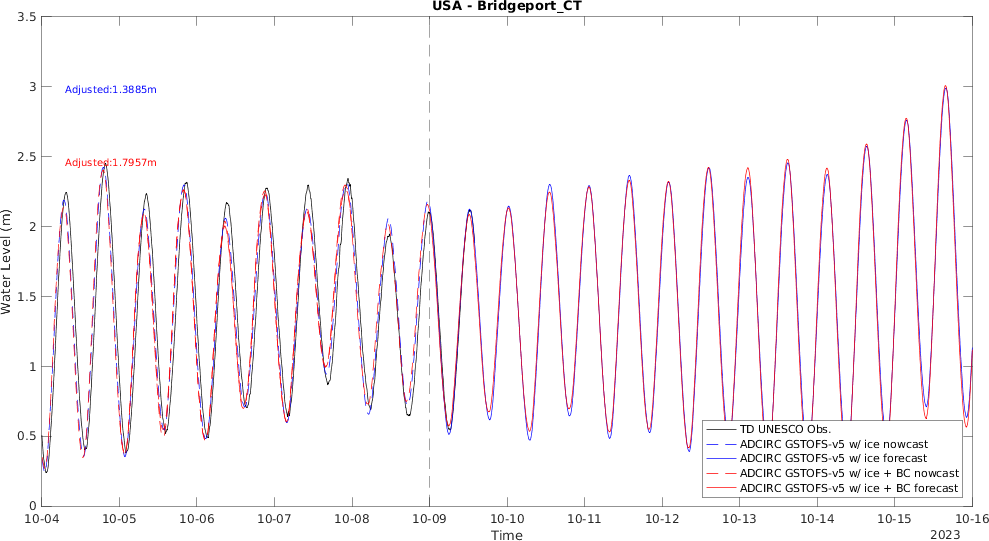 USA - Bridgeport_CT
3.5
3
2.5
2
1.5
1
0.5
0
Water Level (m)
Adjusted:1.3885m
Adjusted:1.7957m
TD UNESCO Obs.
ADCIRC GSTOFS-v5 w/ ice nowcast
ADCIRC GSTOFS-v5 w/ ice forecast
ADCIRC GSTOFS-v5 w/ ice + BC nowcast
ADCIRC GSTOFS-v5 w/ ice + BC forecast
10-04 10-05 10-06 10-07 10-08 10-09 10-10 10-11 10-12 10-13 10-14 10-15 10-16
Time
2023